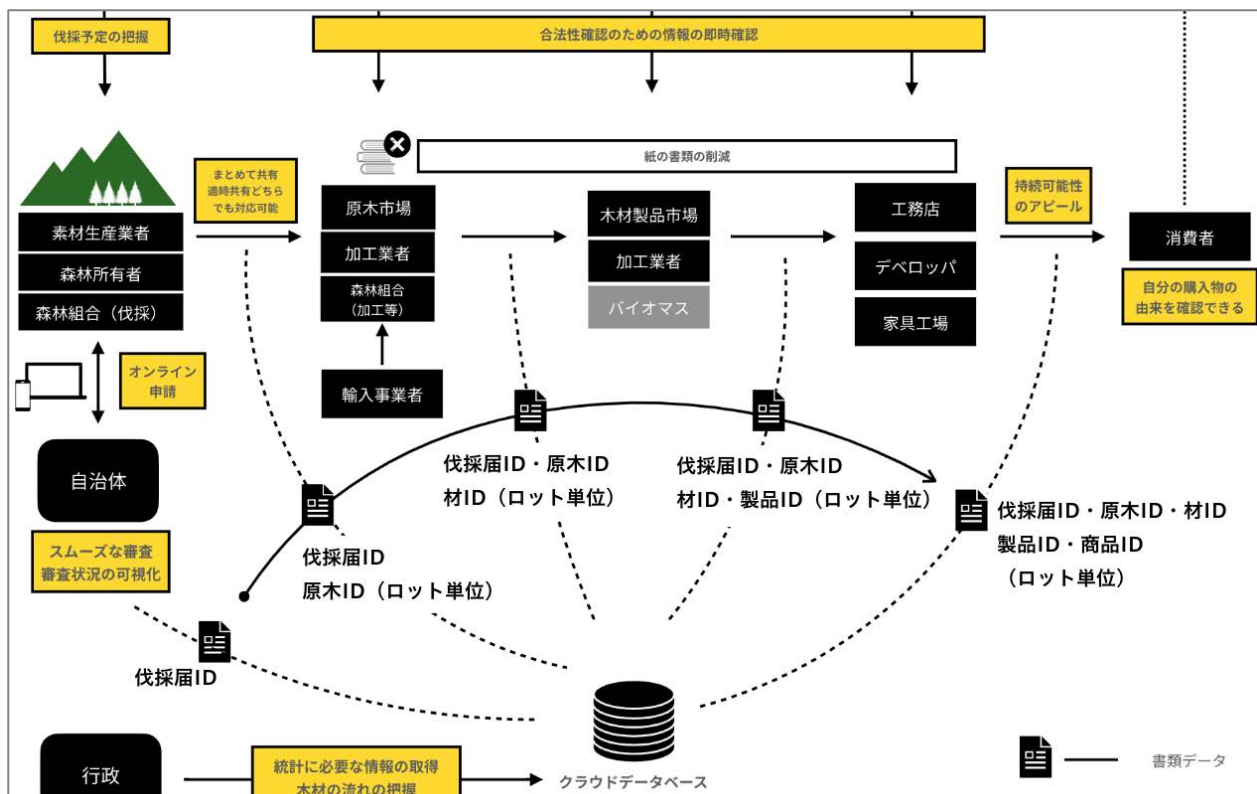 伐採予定の把握
合法性確認のための情報の即時確認
紙の書類の削減
まとめて共有
適時共有どちら
でも対応可能
持続可能性
のアピール
素材生産業者
森林所有者
森林組合（伐採）
原木市場
加工業者
森林組合
（加工等）
輸入事業者
木材製品市場
加工業者
バイオマス
工務店
デベロッパ
家具工場
消費者
自分の購入物の
由来を確認できる
オンライン
申請
自治体
スムーズな審査
審査状況の可視化
伐採届ID
伐採届ID
原木ID（ロット単位）
伐採届ID・原木ID
材ID（ロット単位）
伐採届ID・原木ID
材ID・製品ID（ロット単位）
伐採届ID・原木ID・材ID
製品ID・商品ID
（ロット単位）
行政
統計に必要な情報の取得
木材の流れの把握
クラウドデータベース
書類データ